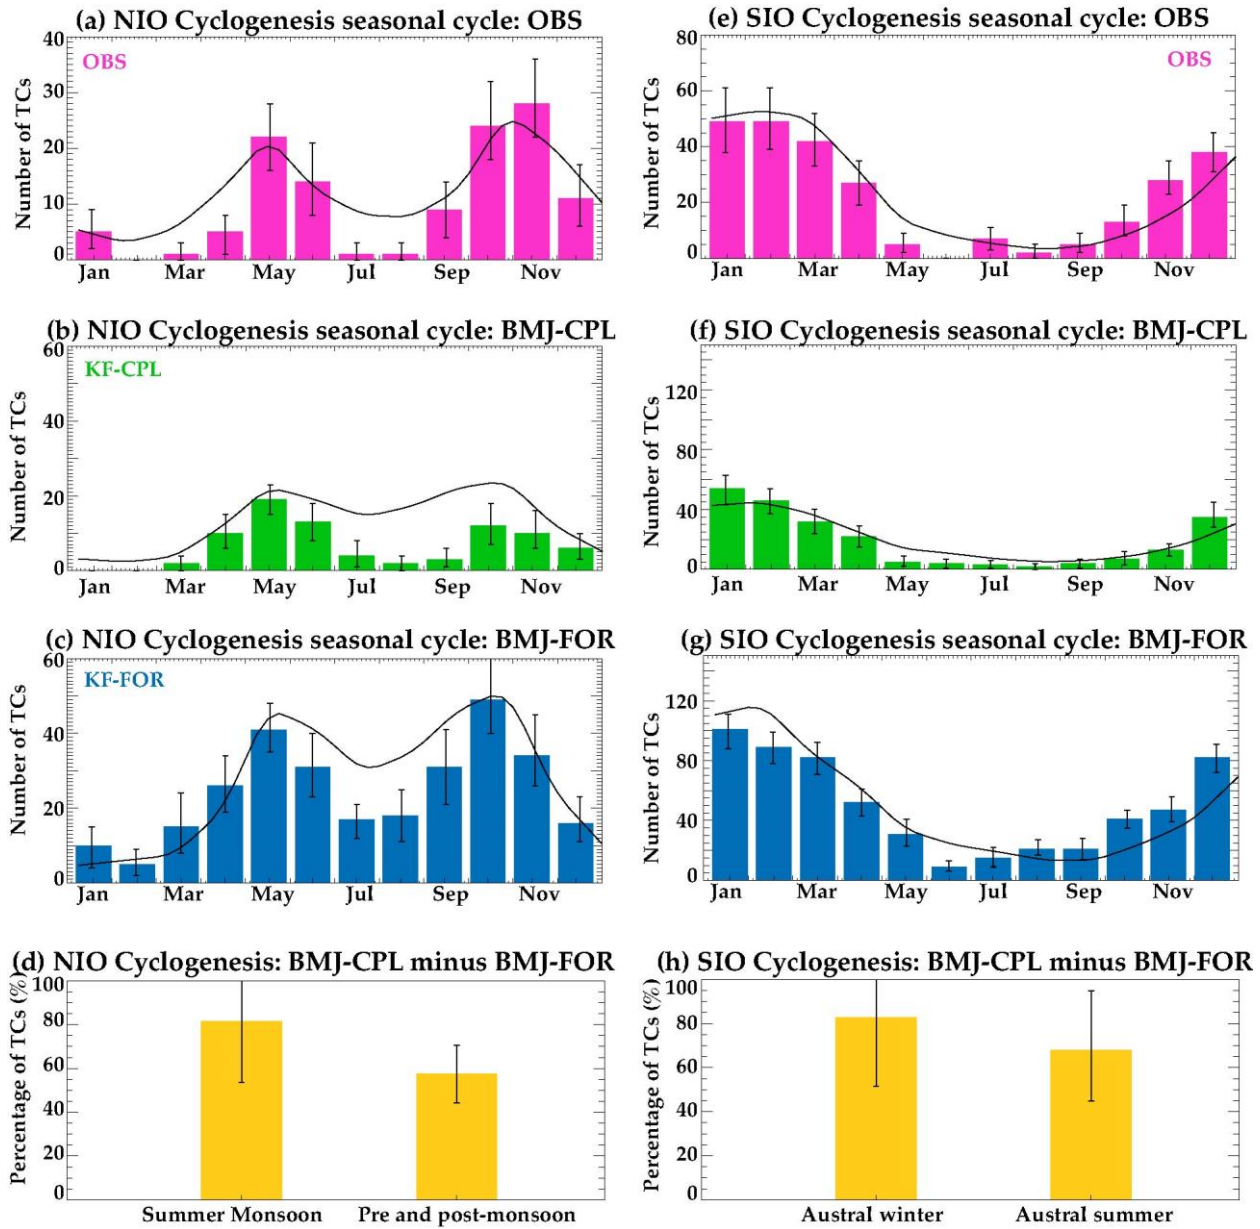 (a) NIO Cyclogenesis seasonal cycle: OBS
40
30
20
10
0
Number of TCs
OBS
Jan Mar May Jul Sep Nov
(e) SIO Cyclogenesis seasonal cycle: OBS
80
60
40
20
0
Number of TCs
OBS
Jan Mar May Jul Sep Nov
(b) NIO Cyclogenesis seasonal cycle: BMJ-CPL
60
40
20
0
Number of TCs
KF-CPL
Jan Mar May Jul Sep Nov
(f) SIO Cyclogenesis seasonal cycle: BMJ-CPL
120
80
40
0
Number of TCs
Jan Mar May Jul Sep Nov
(c) NIO Cyclogenesis seasonal cycle: BMJ-FOR
60
40
20
0
Number of TCs
KF-FOR
Jan Mar May Jul Sep Nov
(g) SIO Cyclogenesis seasonal cycle: BMJ-FOR
120
80
40
0
Number of TCs
Jan Mar May Jul Sep Nov
(d) NIO Cyclogenesis: BMJ-CPL minus BMJ-FOR
100
80
60
40
20
0
Percentage of TCs (%)
Summer Monsoon Pre and post-monsoon
(h) SIO Cyclogenesis: BMJ-CPL minus BMJ-FOR
100
80
60
40
20
0
Percentage of TCs (%)
Austral winter Austral summer